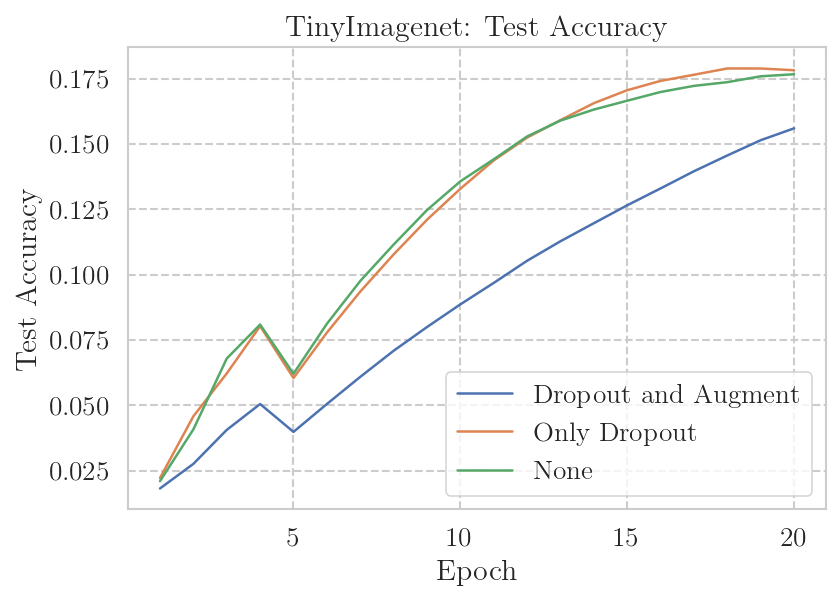 TinyImagenet: Test Accuracy
Test Accuracy
0.175
0.150
0.125
0.100
0.075
0.050
0.025
Dropout and Augment
Only Dropout
None
5
10
15
20
Epoch